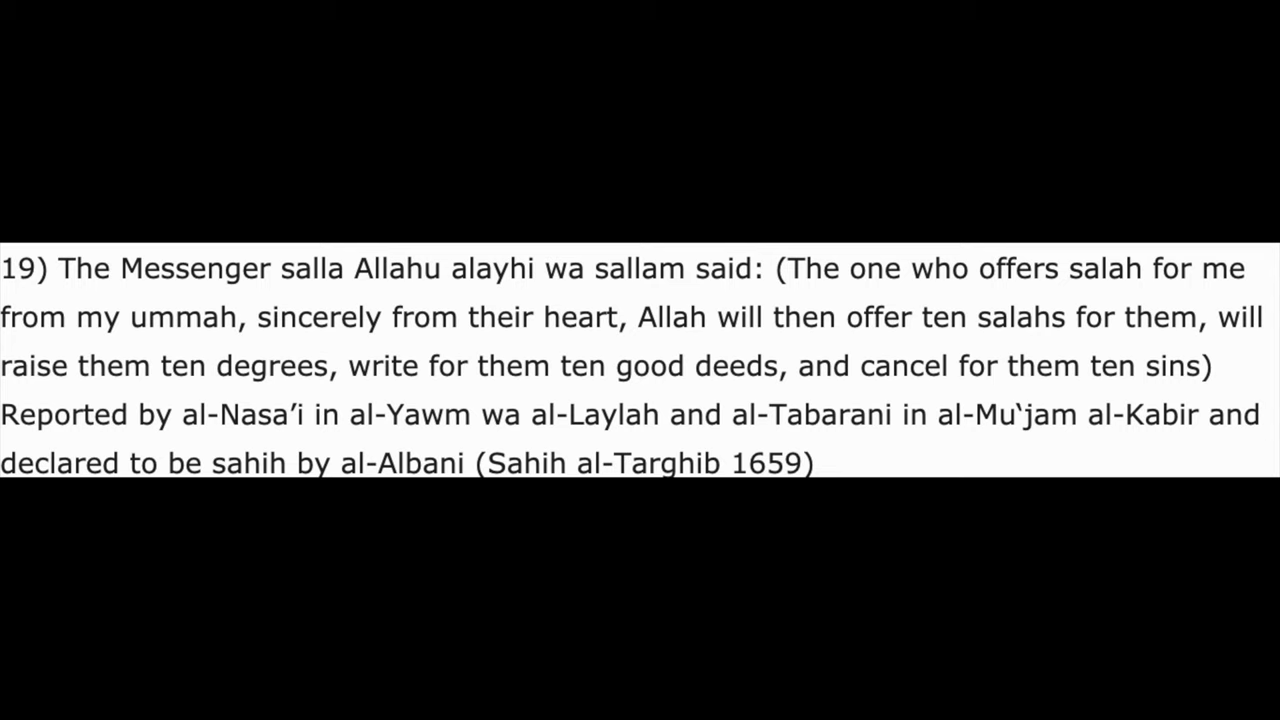 19) The Messenger salla Allahu alayhi wa sallam said: (The one who offers salah for me
from my ummah, sincerely from their heart, Allah will then offer ten salahs for them, will
raise them ten degrees, write for them ten good deeds, and cancel for them ten sins)
Reported by al-Nasa’i in al-Yawm wa al-Laylah and al-Tabarani in al-Mu‘jam al-Kabir and
declared to be sahih by al-Albani (Sahih al-Targhib 1659)